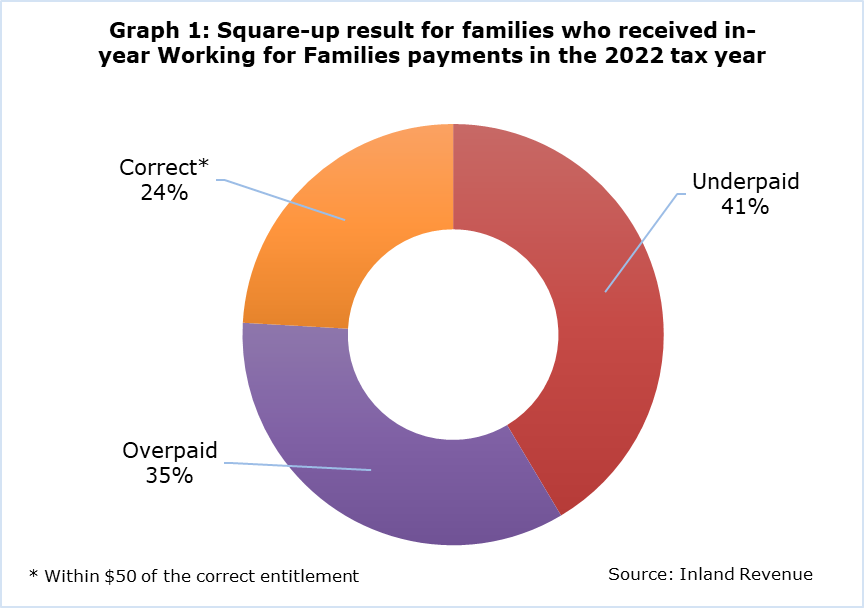 Graph 1: Square-up result for families who received in-
year Working for Families payments in the 2022 tax year
Correct*
24%
Underpaid
41%
Overpaid
35%
* Within $50 of the correct entitlement
Source: Inland Revenue